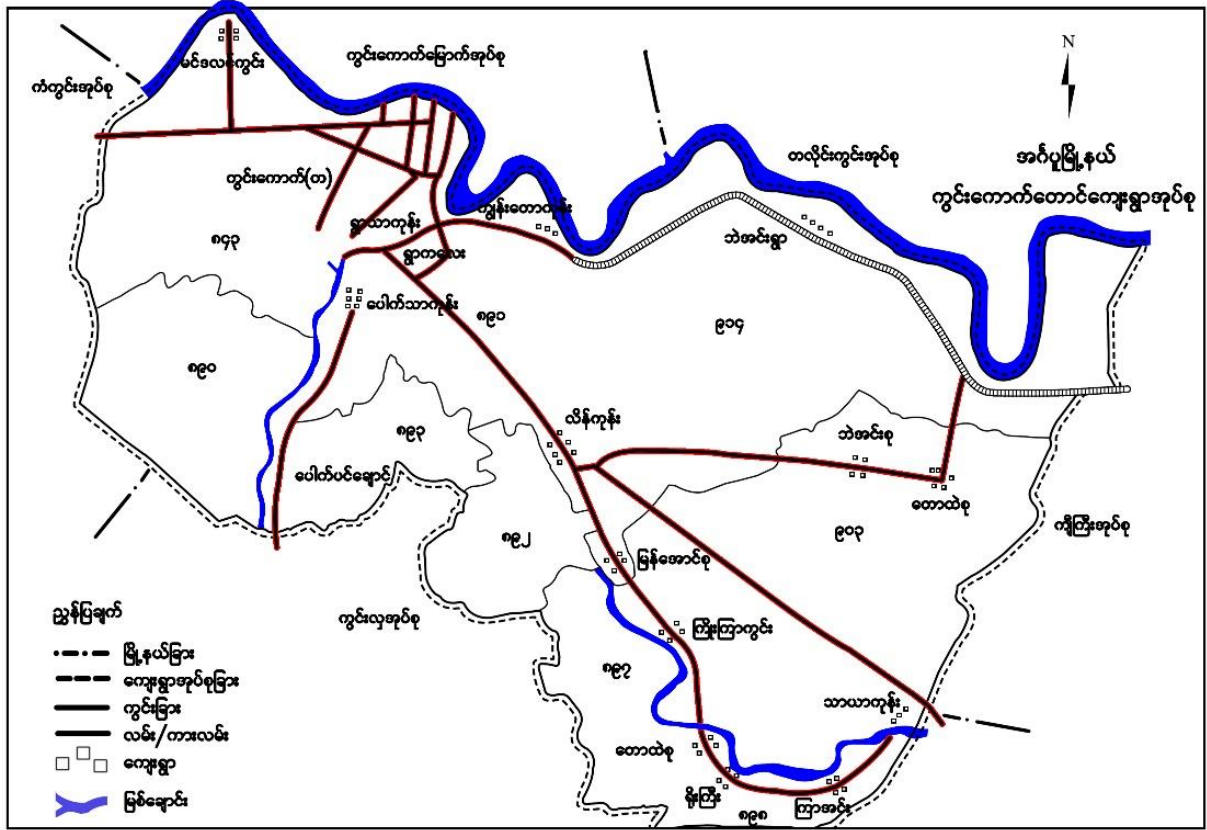 မင်ဒလင်ကွင်း
ကွင်းကောက်မြောက်အုပ်စု
N
ကံကွင်းအုပ်စု
တလိုင်းကွင်းအုပ်စု
အင်္ဂပူမြို့နယ်
ကွင်းကောက်တောင်ကျေးရွာအုပ်စု
ကွင်းကောက်(တ)
ကျွန်းတောကုန်း
ရွာသာကုန်း
ဘဲအင်းရွာ
၈၄၃
ရွာကလေး
ပေါက်သာကုန်း
၈၉၁
၉၁၄
၈၉၀
လိန်ကုန်း
၈၉၃
ဘဲအင်းစု
ပေါက်ပင်ချောင်
တောထဲစု
ကျီကြီးအုပ်စု
၈၉၂
၉၀၃
မြန်အောင်စု
ညွှန်ပြချက်
ကွင်းလှအုပ်စု
ကြိုးကြာကွင်း
မြို့နယ်ခြား
၈၉၇
ကျေးရွာအုပ်စုခြား
သာယာကုန်း
ကွင်းခြား
လမ်း/ကားလမ်း
တောထဲစု
ကျေးရွာ
ရိုးကြီး
ကြာအင်း
မြစ်ချောင်း
၈၉၈